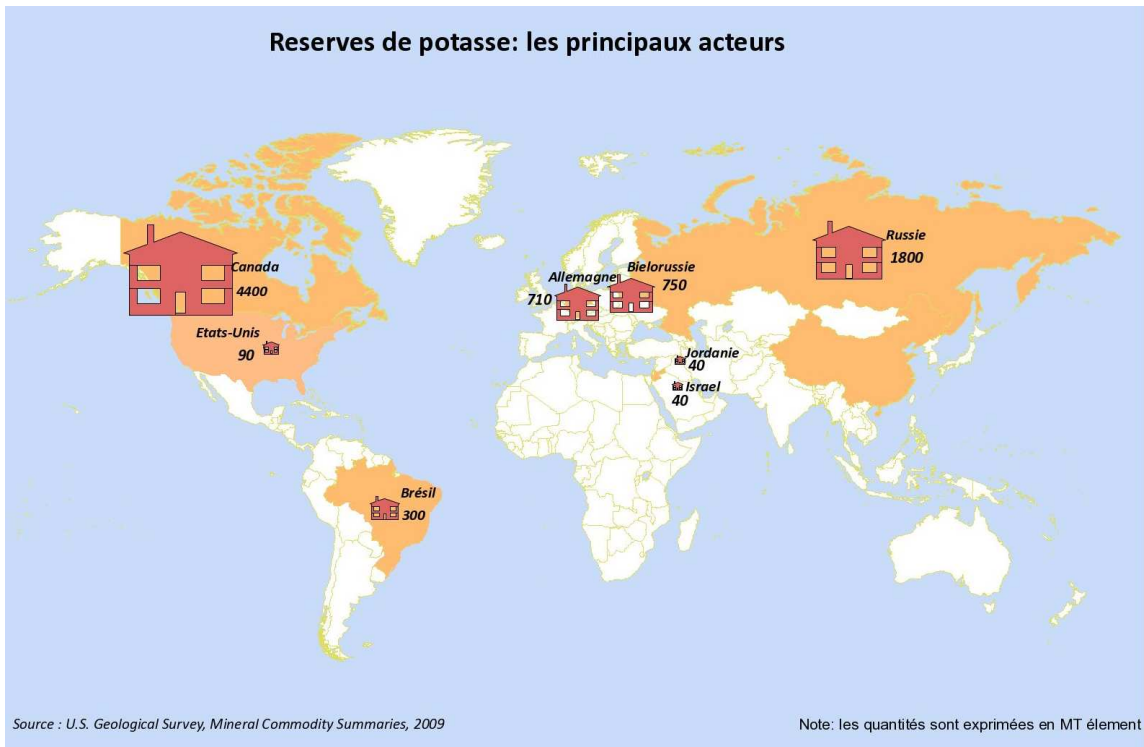 Reserves de potasse: les principaux acteurs
Canada
4400
Etats-Unis
90
Brésil
300
Allemagne
710
Bielorussie
750
Russie
1800
Jordanie
40
Israel
40
Source : U.S. Geological Survey, Mineral Commodity Summaries, 2009
Note: les quantités sont exprimées en MT élement